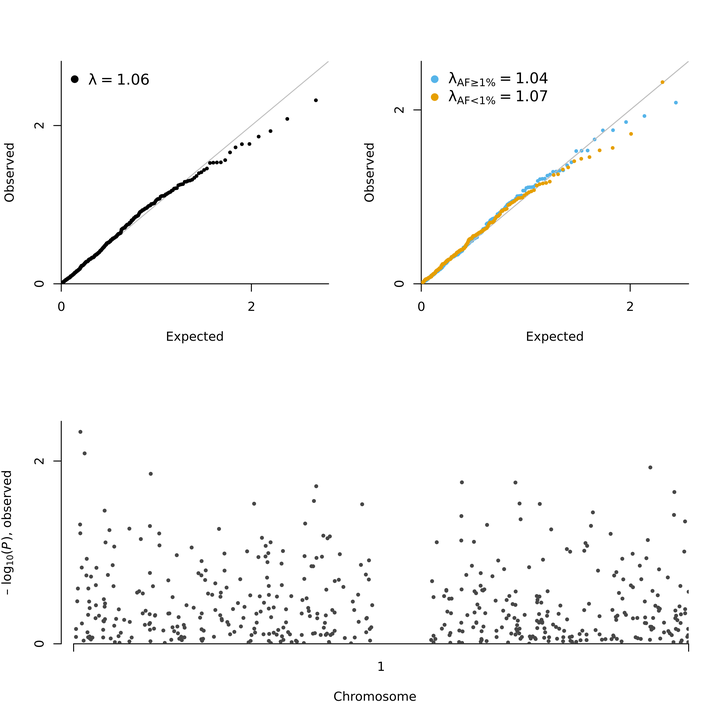 λ = 1.06
Observed
2
0
0 2
Expected
λAF≥1% = 1.04
λAF<1% = 1.07
Observed
2
0
0 2
Expected
– log10(P), observed
2
0
1
Chromosome